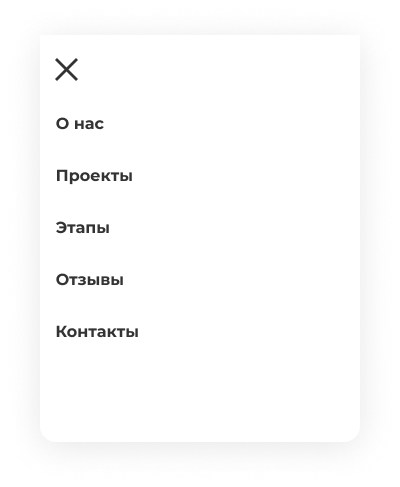 О нас
Проекты
Этапы
Отзывы
Контакты